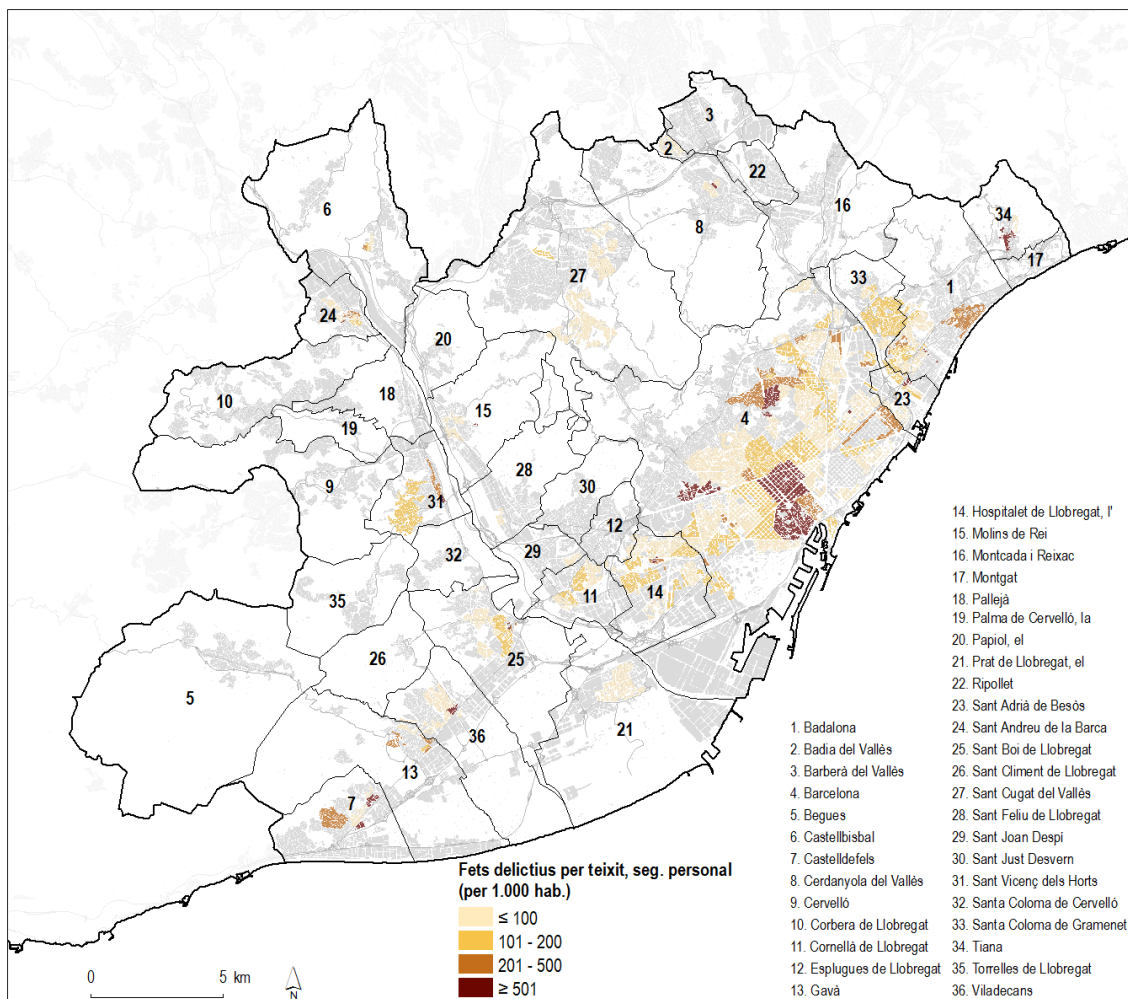 3
2
22
6
16
8
34
17
33
27
1
24
20
23
10
18
15
4
19
28
30
9
31
12
14. Hospitalet de Llobregat, l'
15. Molins de Rei
29
16. Montcada i Reixac
32
17. Montgat
11
14
18. Pallejà
35
19. Palma de Cervelló, la
20. Papiol, el
26
25
21. Prat de Llobregat, el
5
22. Ripollet
21
23. Sant Adrià de Besòs
36
1. Badalona
24. Sant Andreu de la Barca
2. Badia del Vallès
25. Sant Boi de Llobregat
13
3. Barberà del Vallès
26. Sant Climent de Llobregat
4. Barcelona
27. Sant Cugat del Vallès
7
5. Begues
28. Sant Feliu de Llobregat
6. Castellbisbal
29. Sant Joan Despí
7. Castelldefels
30. Sant Just Desvern
Fets delictius per teixit, seg. personal
(per 1.000 hab.)
8. Cerdanyola del Vallès
31. Sant Vicenç dels Horts
9. Cervelló
32. Santa Coloma de Cervelló
≤ 100
10. Corbera de Llobregat
33. Santa Coloma de Gramenet
101 - 200
11. Cornellà de Llobregat
34. Tiana
201 - 500
12. Esplugues de Llobregat
35. Torrelles de Llobregat
≥ 501
13. Gavà
36. Viladecans
0 5 km
N